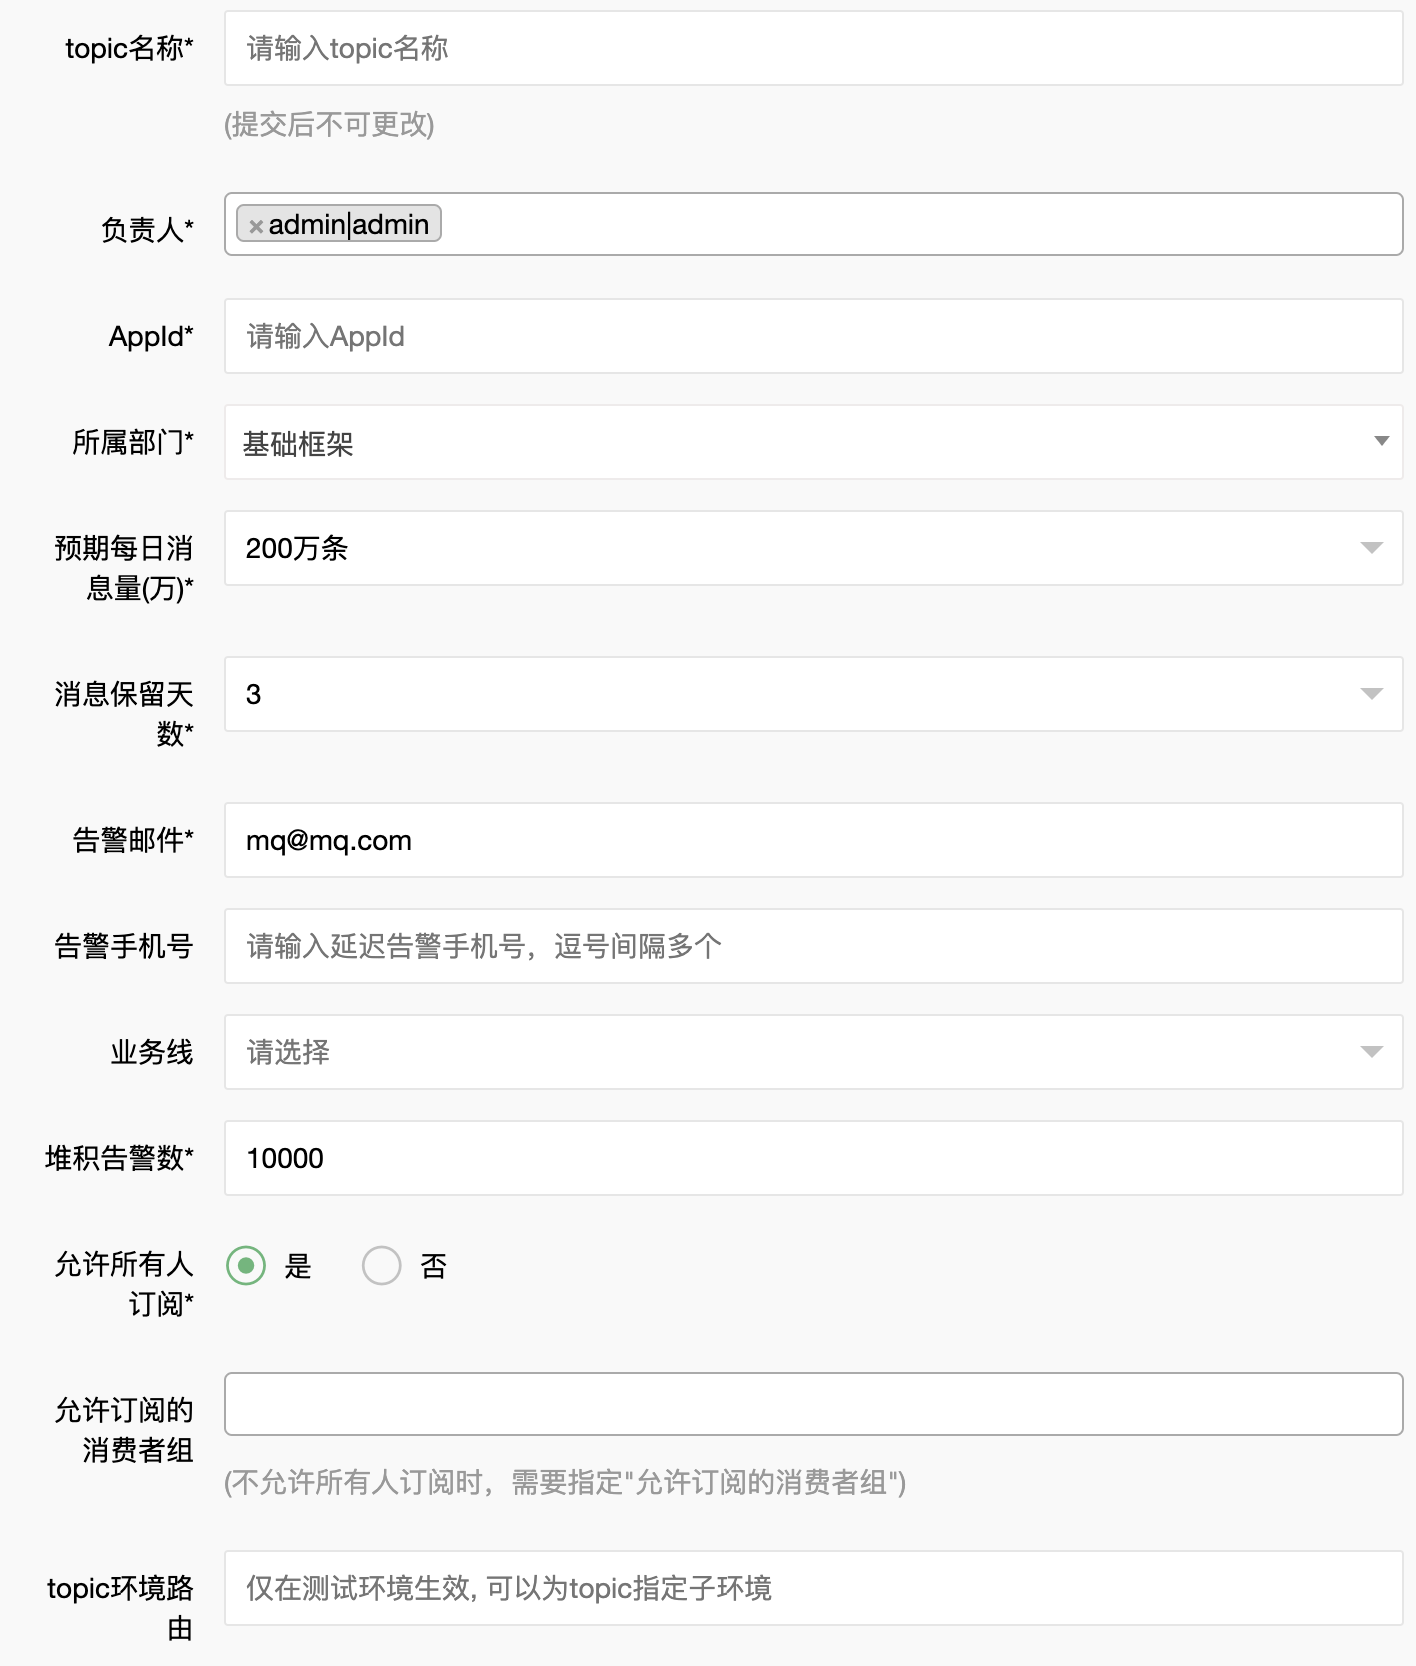 topic名称*
请输入topic名称
(提交后不可更改)
负责人*
×admin|admin
AppId*
请输入AppId
所属部门*
基础框架
预期每日消
息量(万)*
200万条
消息保留天
数*
3
告警邮件*
mq@mq.com
告警手机号
请输入延迟告警手机号，逗号间隔多个
业务线
请选择
堆积告警数*
10000
允许所有人
订阅*
是
否
允许订阅的
消费者组
(不允许所有人订阅时，需要指定"允许订阅的消费者组")
topic环境路
由
仅在测试环境生效, 可以为topic指定子环境